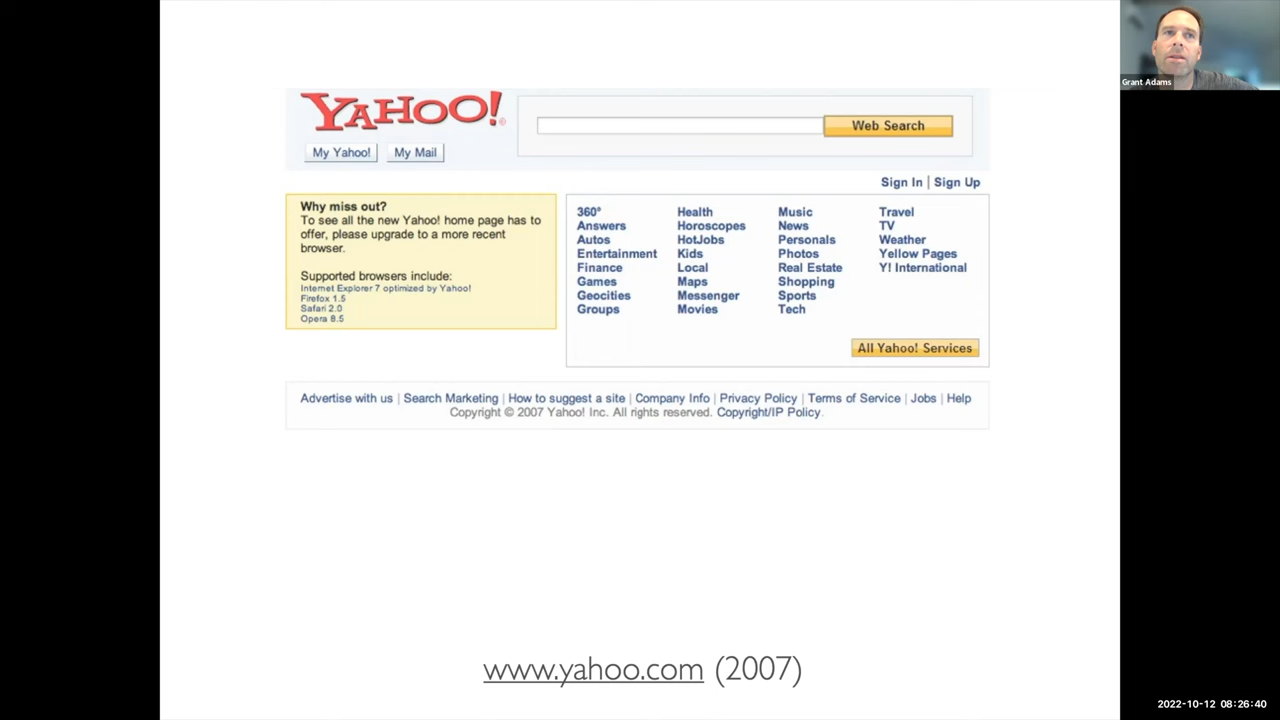 Grant Adams
YAHOO!
Web Search
My Yahoo!
My Mail
Sign In | Sign Up
Why miss out?
To see all the new Yahoo! home page has to
offer, please upgrade to a more recent
browser.
Supported browsers include:
Internet Explorer 7 optimized by Yahoo!
Firefox 1.5
Safari 2.0
Opera 8.5
360°
Answers
Autos
Entertainment
Finance
Games
Geocities
Groups
Health
Horoscopes
HotJobs
Kids
Local
Maps
Messenger
Movies
Music
News
Personals
Photos
Real Estate
Shopping
Sports
Tech
Travel
TV
Weather
Yellow Pages
Y! International
All Yahoo! Services
Advertise with us | Search Marketing | How to suggest a site | Company Info | Privacy Policy | Terms of Service | Jobs | Help
Copyright © 2007 Yahoo! Inc. All rights reserved. Copyright/IP Policy.
www.yahoo.com (2007)
2022-10-12 08:26:40